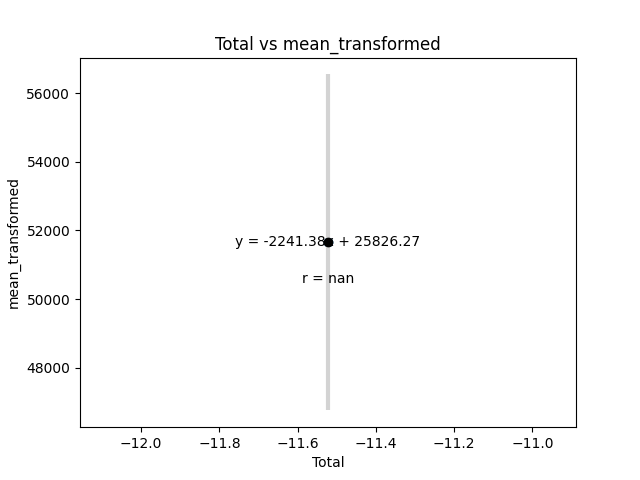 Total vs mean_transformed
56000
54000
52000
50000
48000
mean_transformed
y = -2241.38x + 25826.27
r = nan
−12.0 −11.8 −11.6 −11.4 −11.2 −11.0
Total